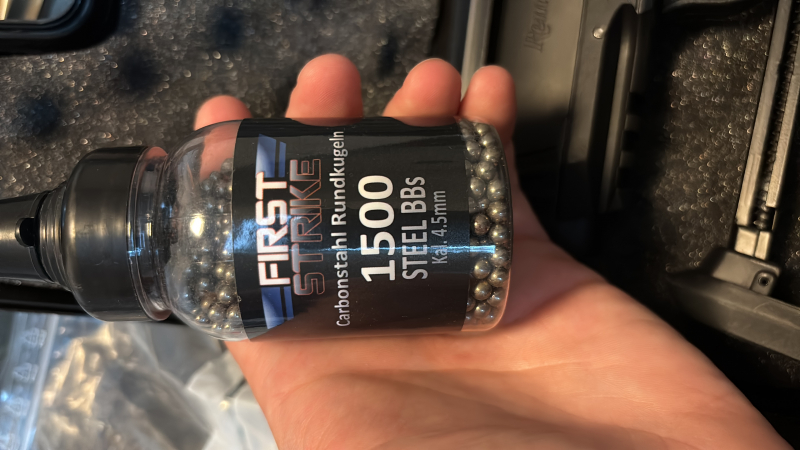 FIRST
STRIKE
Carbonstahl Rundkugeln
1500
STEEL BBs
Kal. 4.5mm